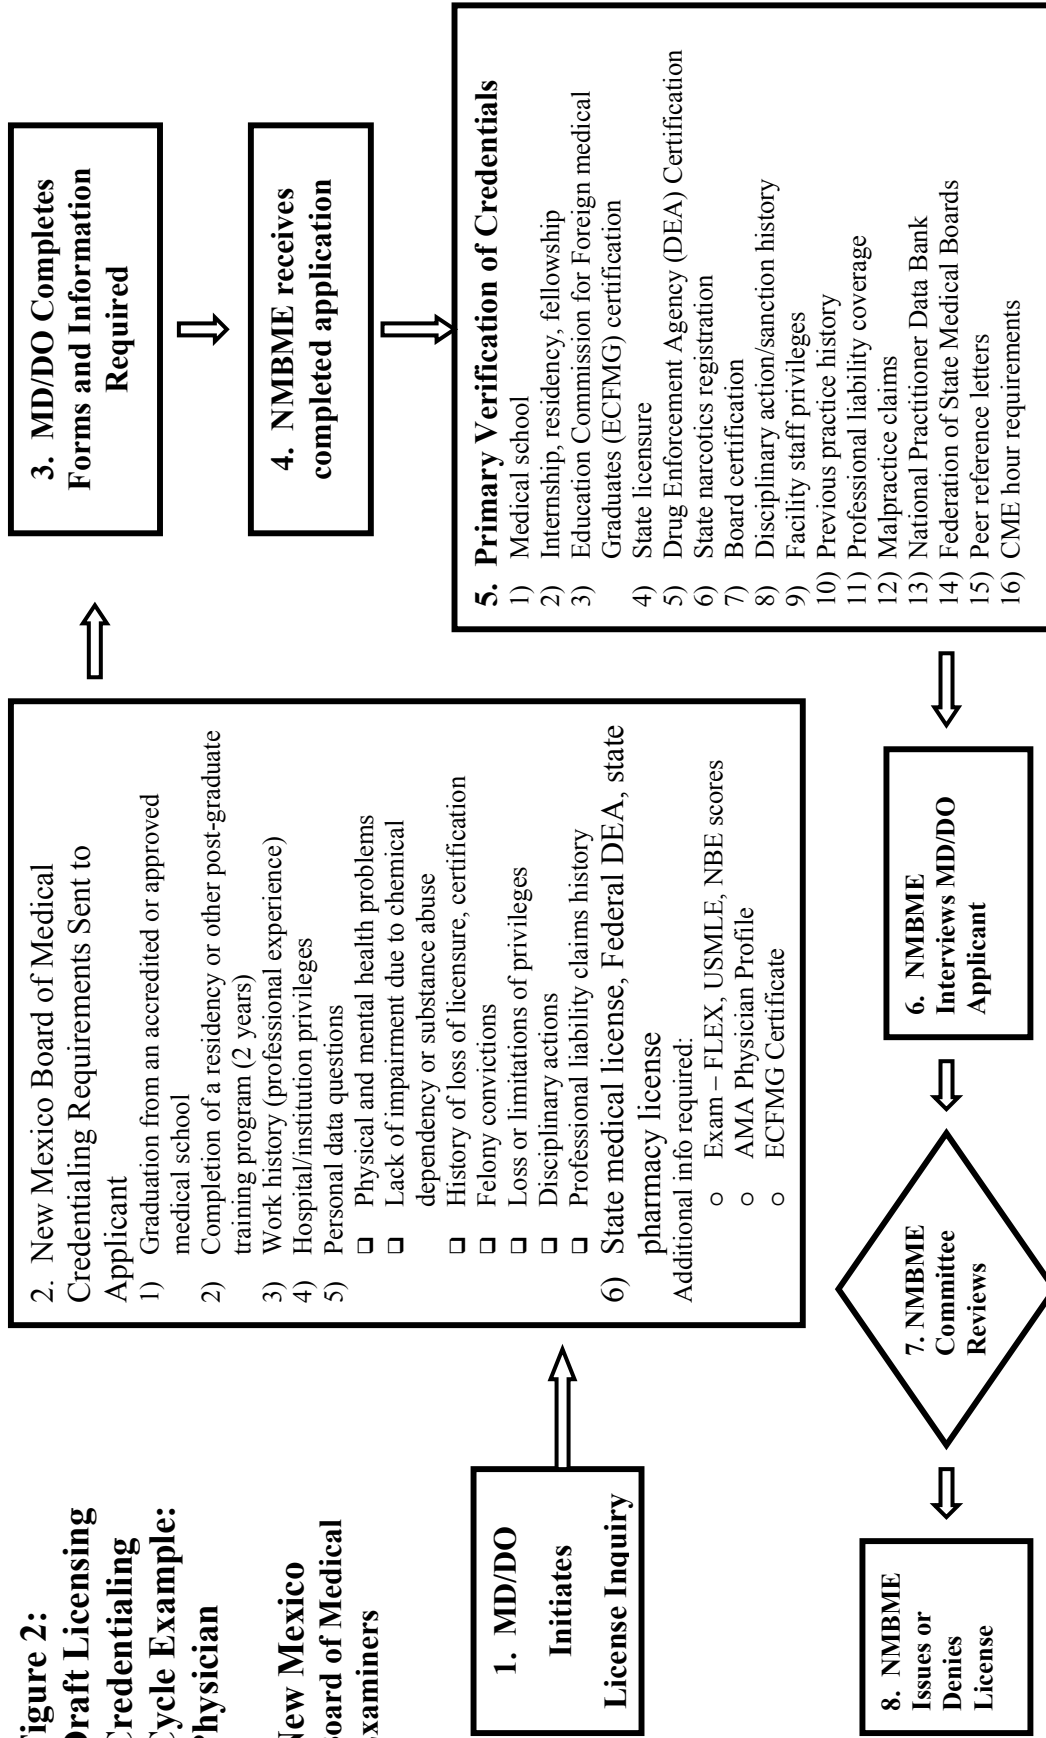 Figure 2:
Draft Licensing
Credentialing
Cycle Example:
Physician
New Mexico
Board of Medical
Examiners
1. MD/DO
Initiates
License Inquiry
2. New Mexico Board of Medical
Credentialing Requirements Sent to
Applicant
1) Graduation from an accredited or approved
medical school
2) Completion of a residency or other post-graduate
training program (2 years)
3) Work history (professional experience)
4) Hospital/institution privileges
5) Personal data questions
❑ Physical and mental health problems
❑ Lack of impairment due to chemical
dependency or substance abuse
❑ History of loss of licensure, certification
❑ Felony convictions
❑ Loss or limitations of privileges
❑ Disciplinary actions
❑ Professional liability claims history
6) State medical license, Federal DEA, state
pharmacy license
Additional info required:
○ Exam – FLEX, USMLE, NBE scores
○ AMA Physician Profile
○ ECFMG Certificate
3. MD/DO Completes
Forms and Information
Required
4. NMBME receives
completed application
5. Primary Verification of Credentials
1) Medical school
2) Internship, residency, fellowship
3) Education Commission for Foreign medical
Graduates (ECFMG) certification
4) State licensure
5) Drug Enforcement Agency (DEA) Certification
6) State narcotics registration
7) Board certification
8) Disciplinary action/sanction history
9) Facility staff privileges
10) Previous practice history
11) Professional liability coverage
12) Malpractice claims
13) National Practitioner Data Bank
14) Federation of State Medical Boards
15) Peer reference letters
16) CME hour requirements
6. NMBME
Interviews MD/DO
Applicant
7. NMBME
Committee
Reviews
8. NMBME
Issues or
Denies
License